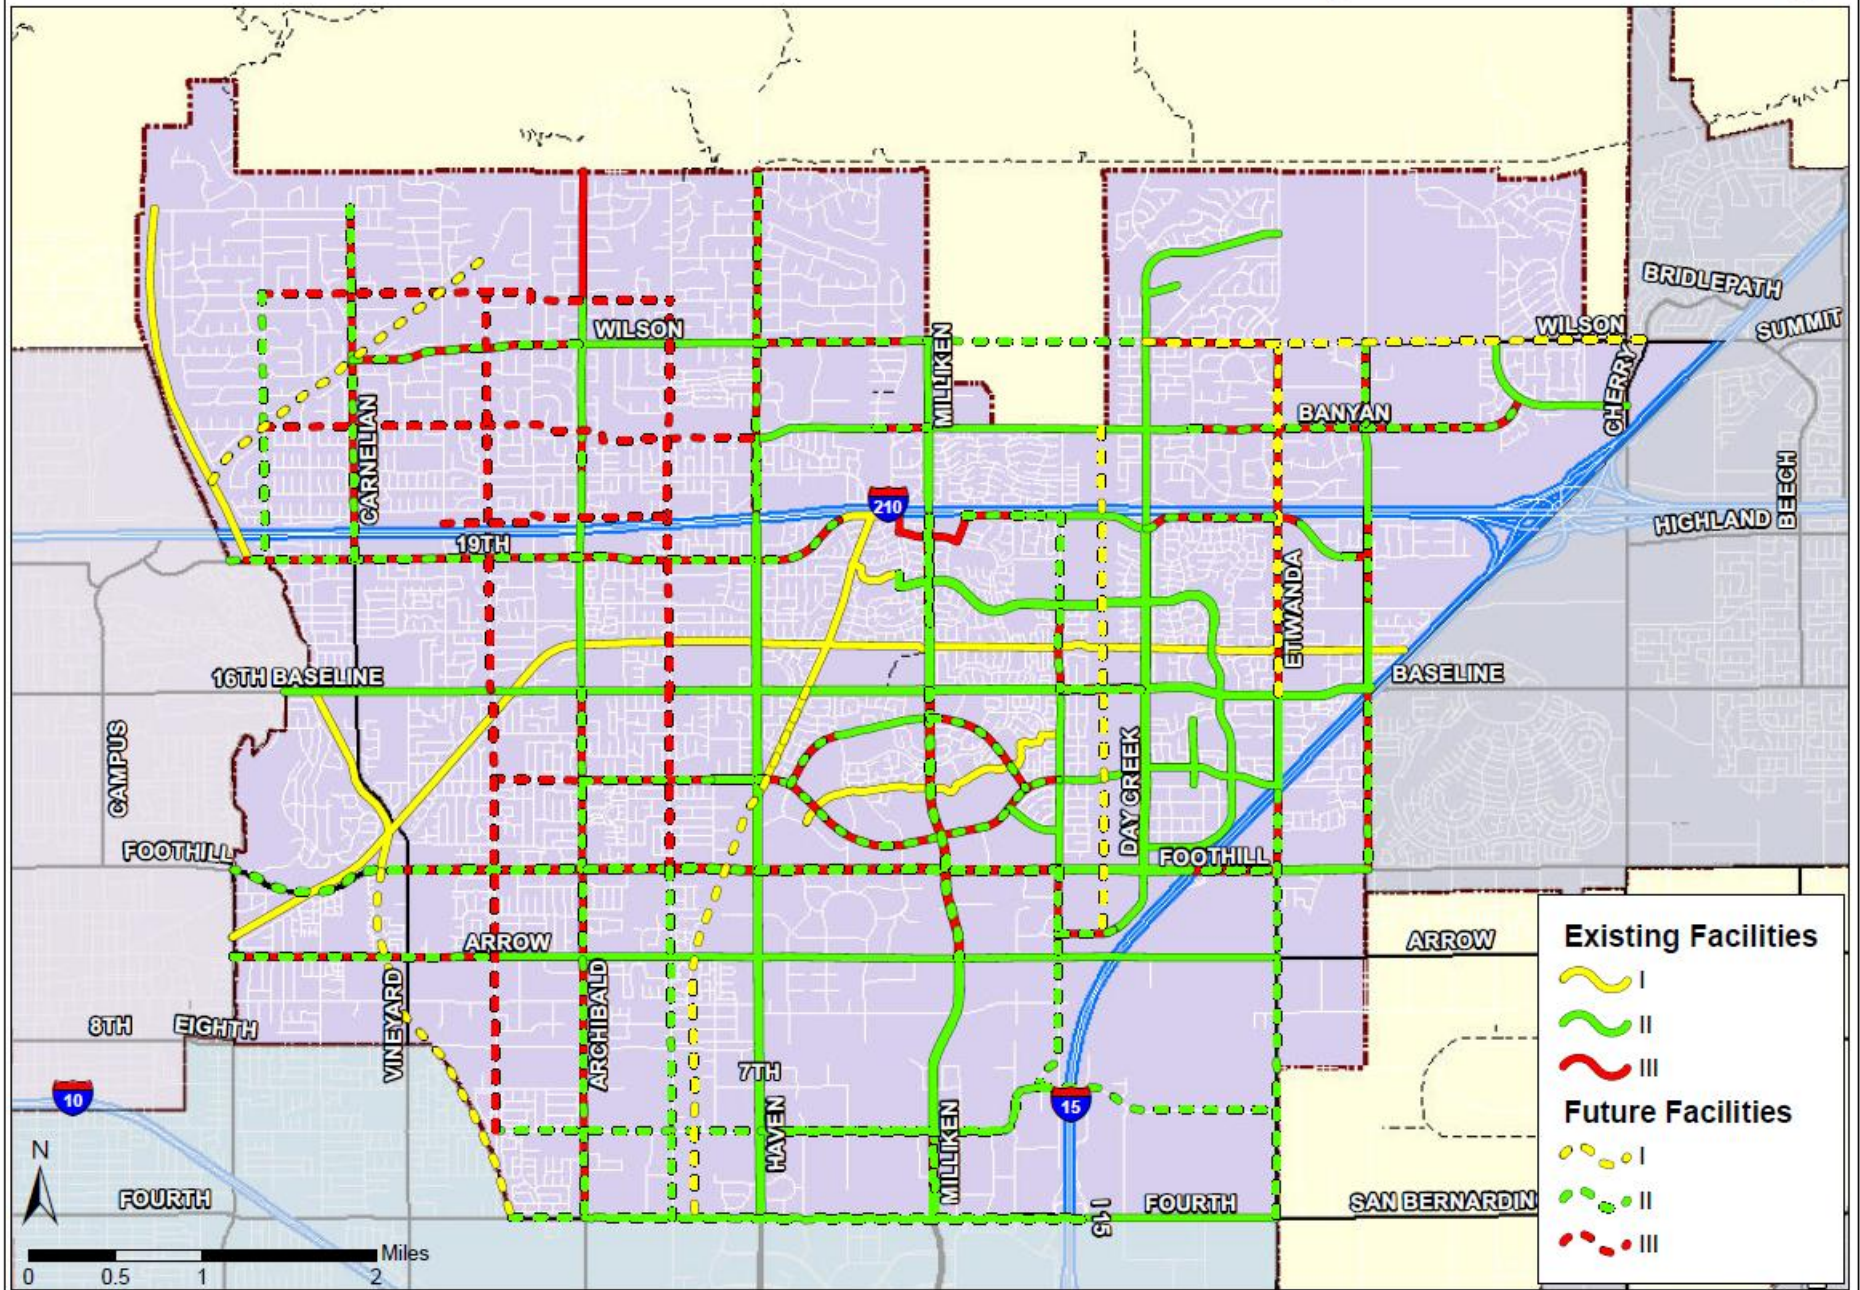 BRIDLEPATH
WILSON
WILSON
SUMMIT
MILLIKEN
CHERRY
BANYAN
CARNELIAN
210
BEECH
HIGHLAND
19TH
ETIWANDA
16TH BASELINE
BASELINE
CAMPUS
DAY CREEK
FOOTHILL
FOOTHILL
ARROW
ARROW
VINEYARD
ARCHIBALD
8TH
EIGHTH
7TH
10
15
HAVEN
MILLIKEN
FOURTH
FOURTH
I 15
SAN BERNARDIN
N
Miles
0 0.5 1 2
Existing Facilities
I
II
III
Future Facilities
I
II
III